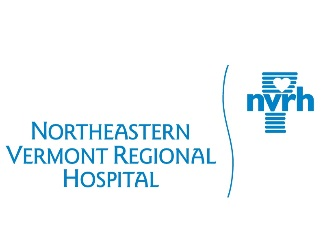 NORTHEASTERN
VERMONT REGIONAL
HOSPITAL
nvrh